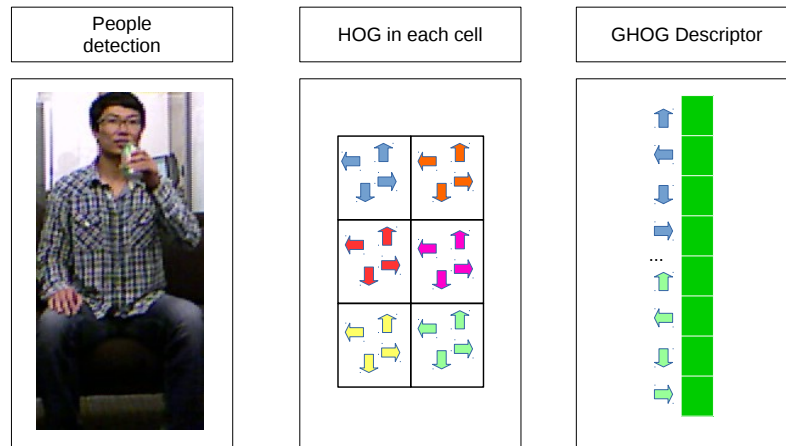 People
detection
HOG in each cell
GHOG Descriptor
...